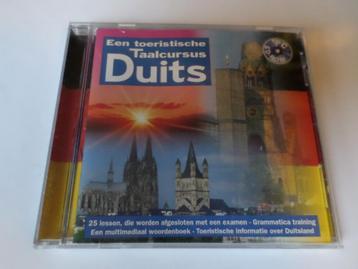 Een toeristische
Taalcursus
Duits
25 lessen, die worden afgesloten met een examen - Grammatica training
Een multimediaal woordenboek - Toeristische informatie over Duitsland